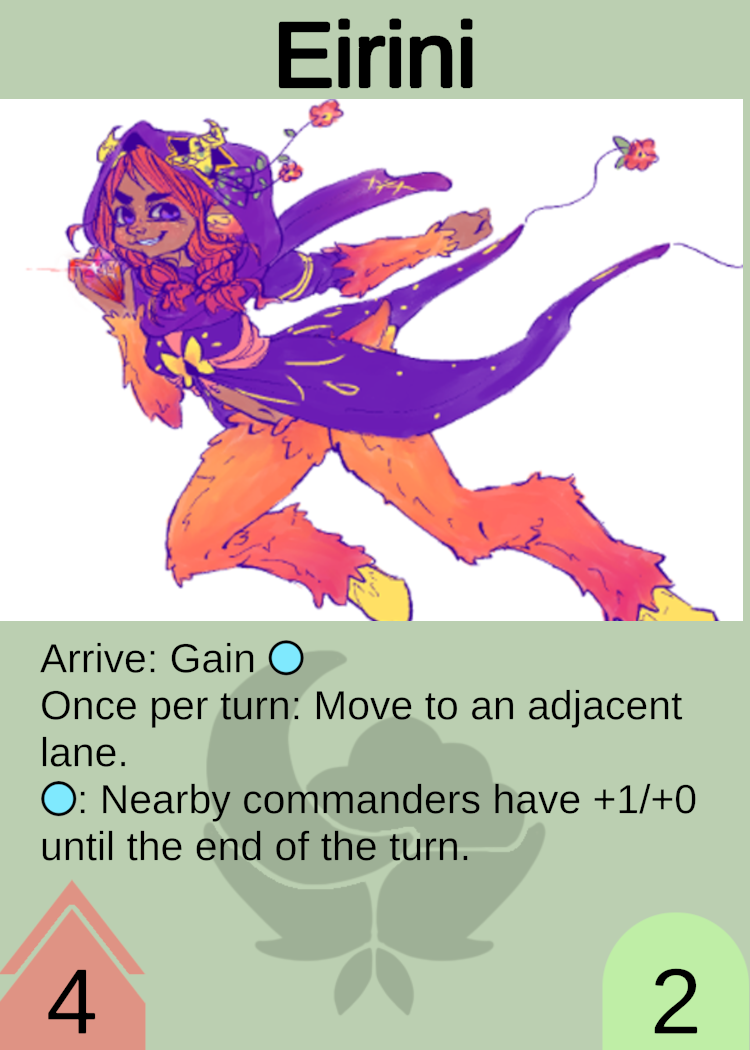 Eirini
Arrive: Gain
Once per turn: Move to an adjacent
lane.
: Nearby commanders have +1/+0
until the end of the turn.
4
2